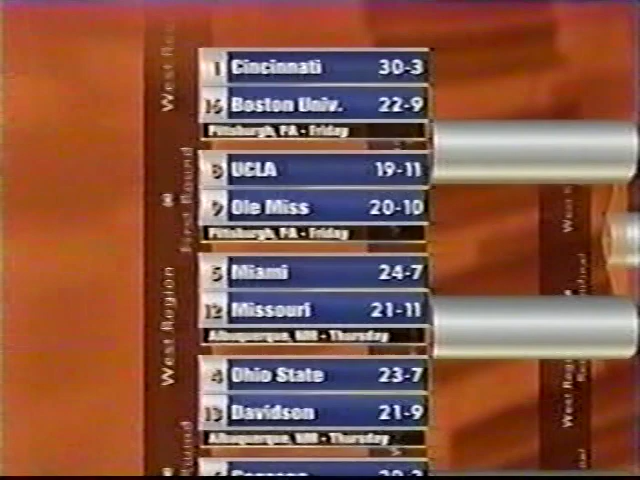 1 Cincinnati 30-3
16 Boston Univ. 22-9
Pittsburgh, PA - Friday
8 UCLA 19-11
9 Ole Miss 20-10
Pittsburgh, PA - Friday
5 Miami 24-7
12 Missouri 21-11
Albuquerque, NM - Thursday
4 Ohio State 23-7
13 Davidson 21-9
Albuquerque, NM - Thursday
West Region
First Round
West Region